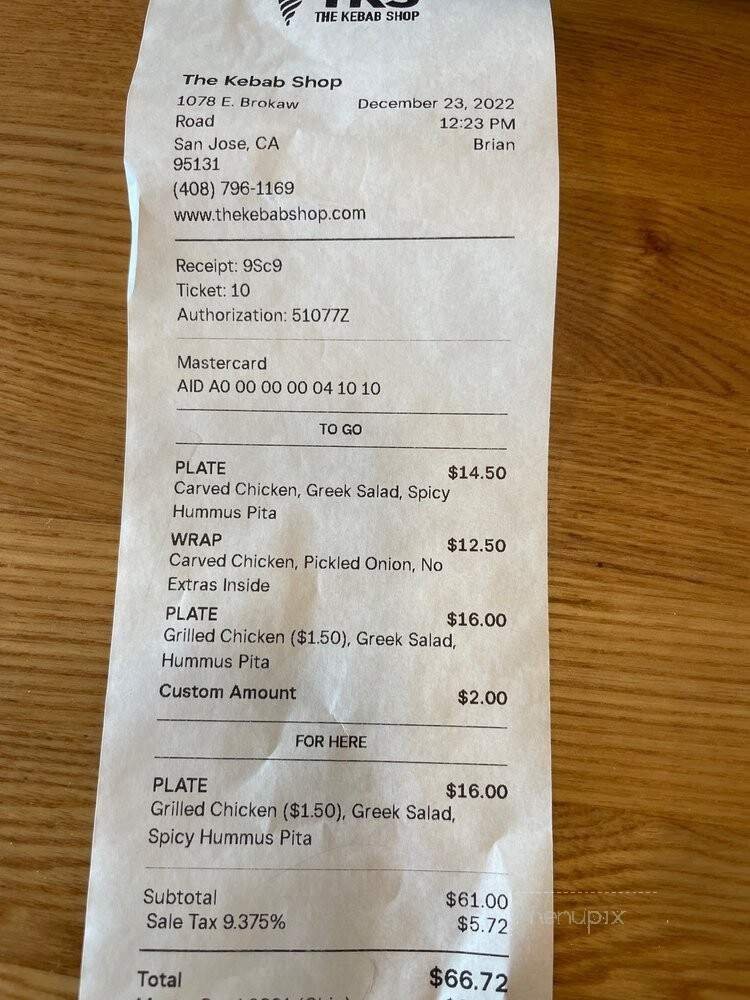 THE KEBAB SHOP
The Kebab Shop
1078 E. Brokaw December 23, 2022
Road 12:23 PM
San Jose, CA Brian
95131
(408) 796-1169
www.thekebabshop.com
Receipt: 9Sc9
Ticket: 10
Authorization: 51077Z
Mastercard
AID A0 00 00 00 04 10 10
TO GO
PLATE $14.50
Carved Chicken, Greek Salad, Spicy
Hummus Pita
WRAP $12.50
Carved Chicken, Pickled Onion, No
Extras Inside
PLATE $16.00
Grilled Chicken ($1.50), Greek Salad,
Hummus Pita
Custom Amount $2.00
FOR HERE
PLATE $16.00
Grilled Chicken ($1.50), Greek Salad,
Spicy Hummus Pita
Subtotal $61.00
Sale Tax 9.375% $5.72
menupix
Total $66.72